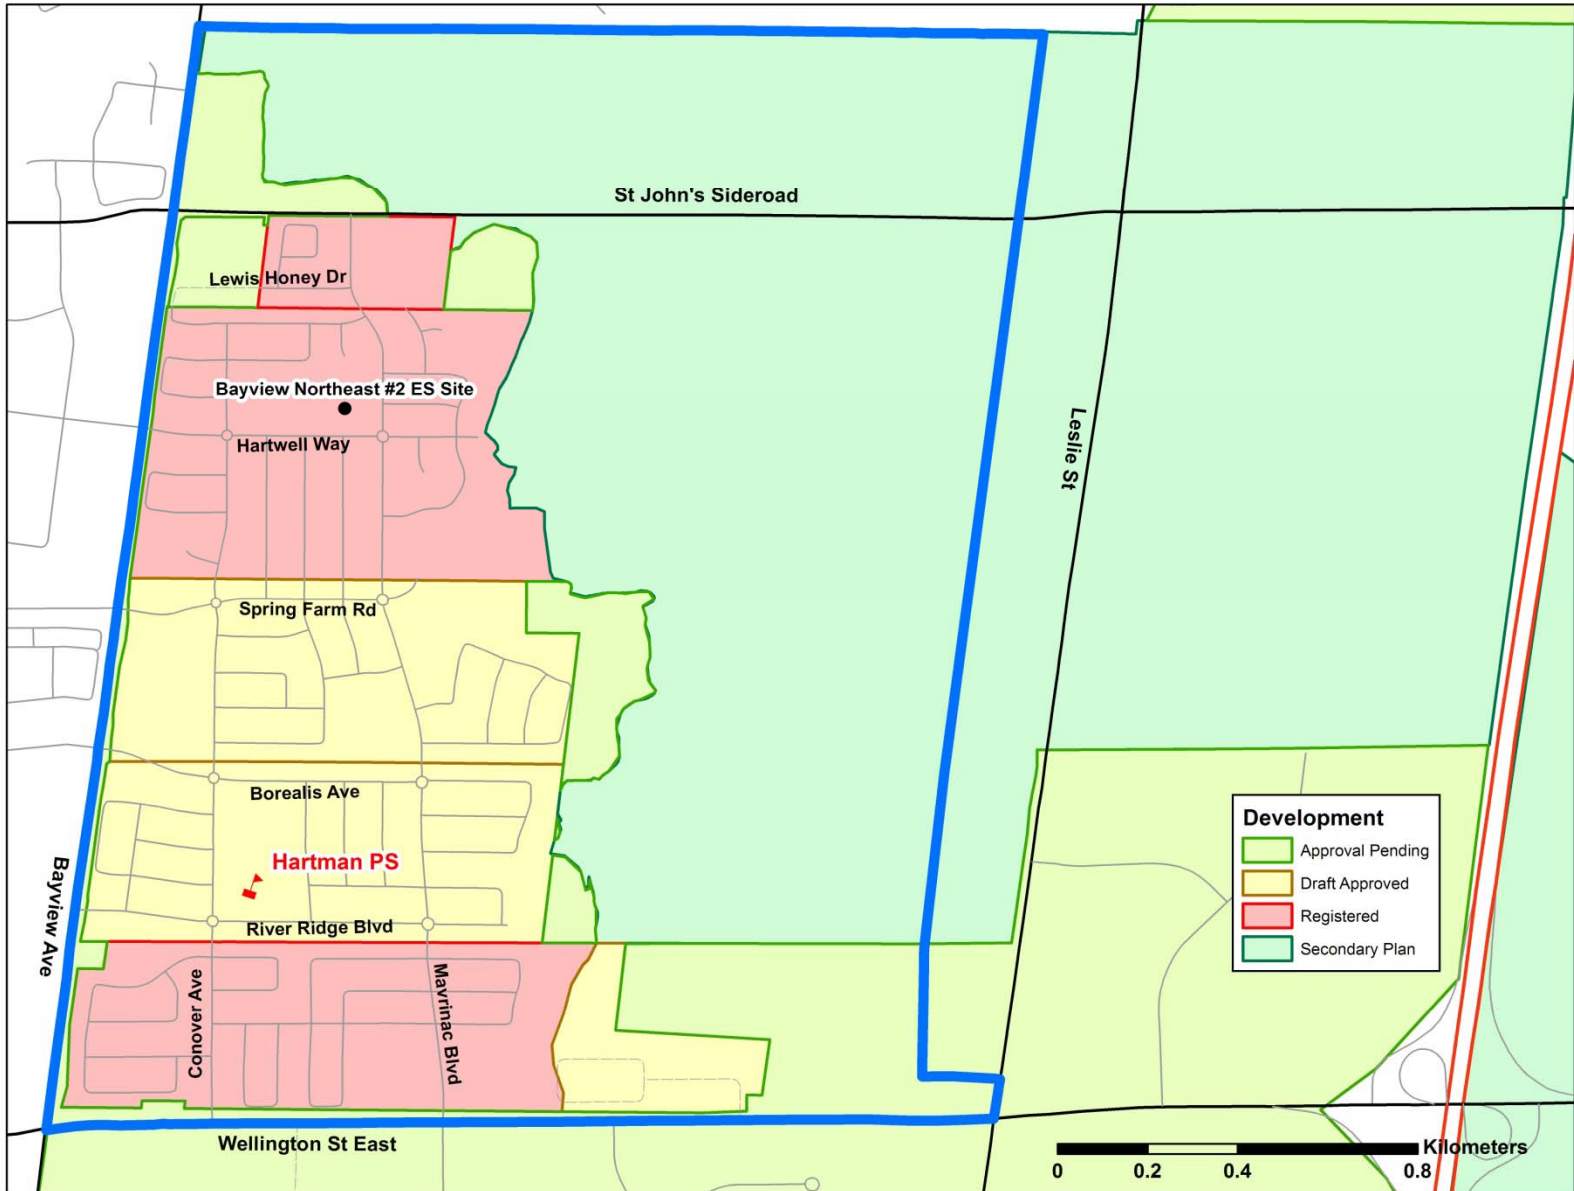 St John's Sideroad
Lewis Honey Dr
Bayview Northeast #2 ES Site
Hartwell Way
Leslie St
Spring Farm Rd
Borealis Ave
Hartman PS
River Ridge Blvd
Bayview Ave
Conover Ave
Mavrinac Blvd
Wellington St East
Development
Approval Pending
Draft Approved
Registered
Secondary Plan
Kilometers
0 0.2 0.4 0.8